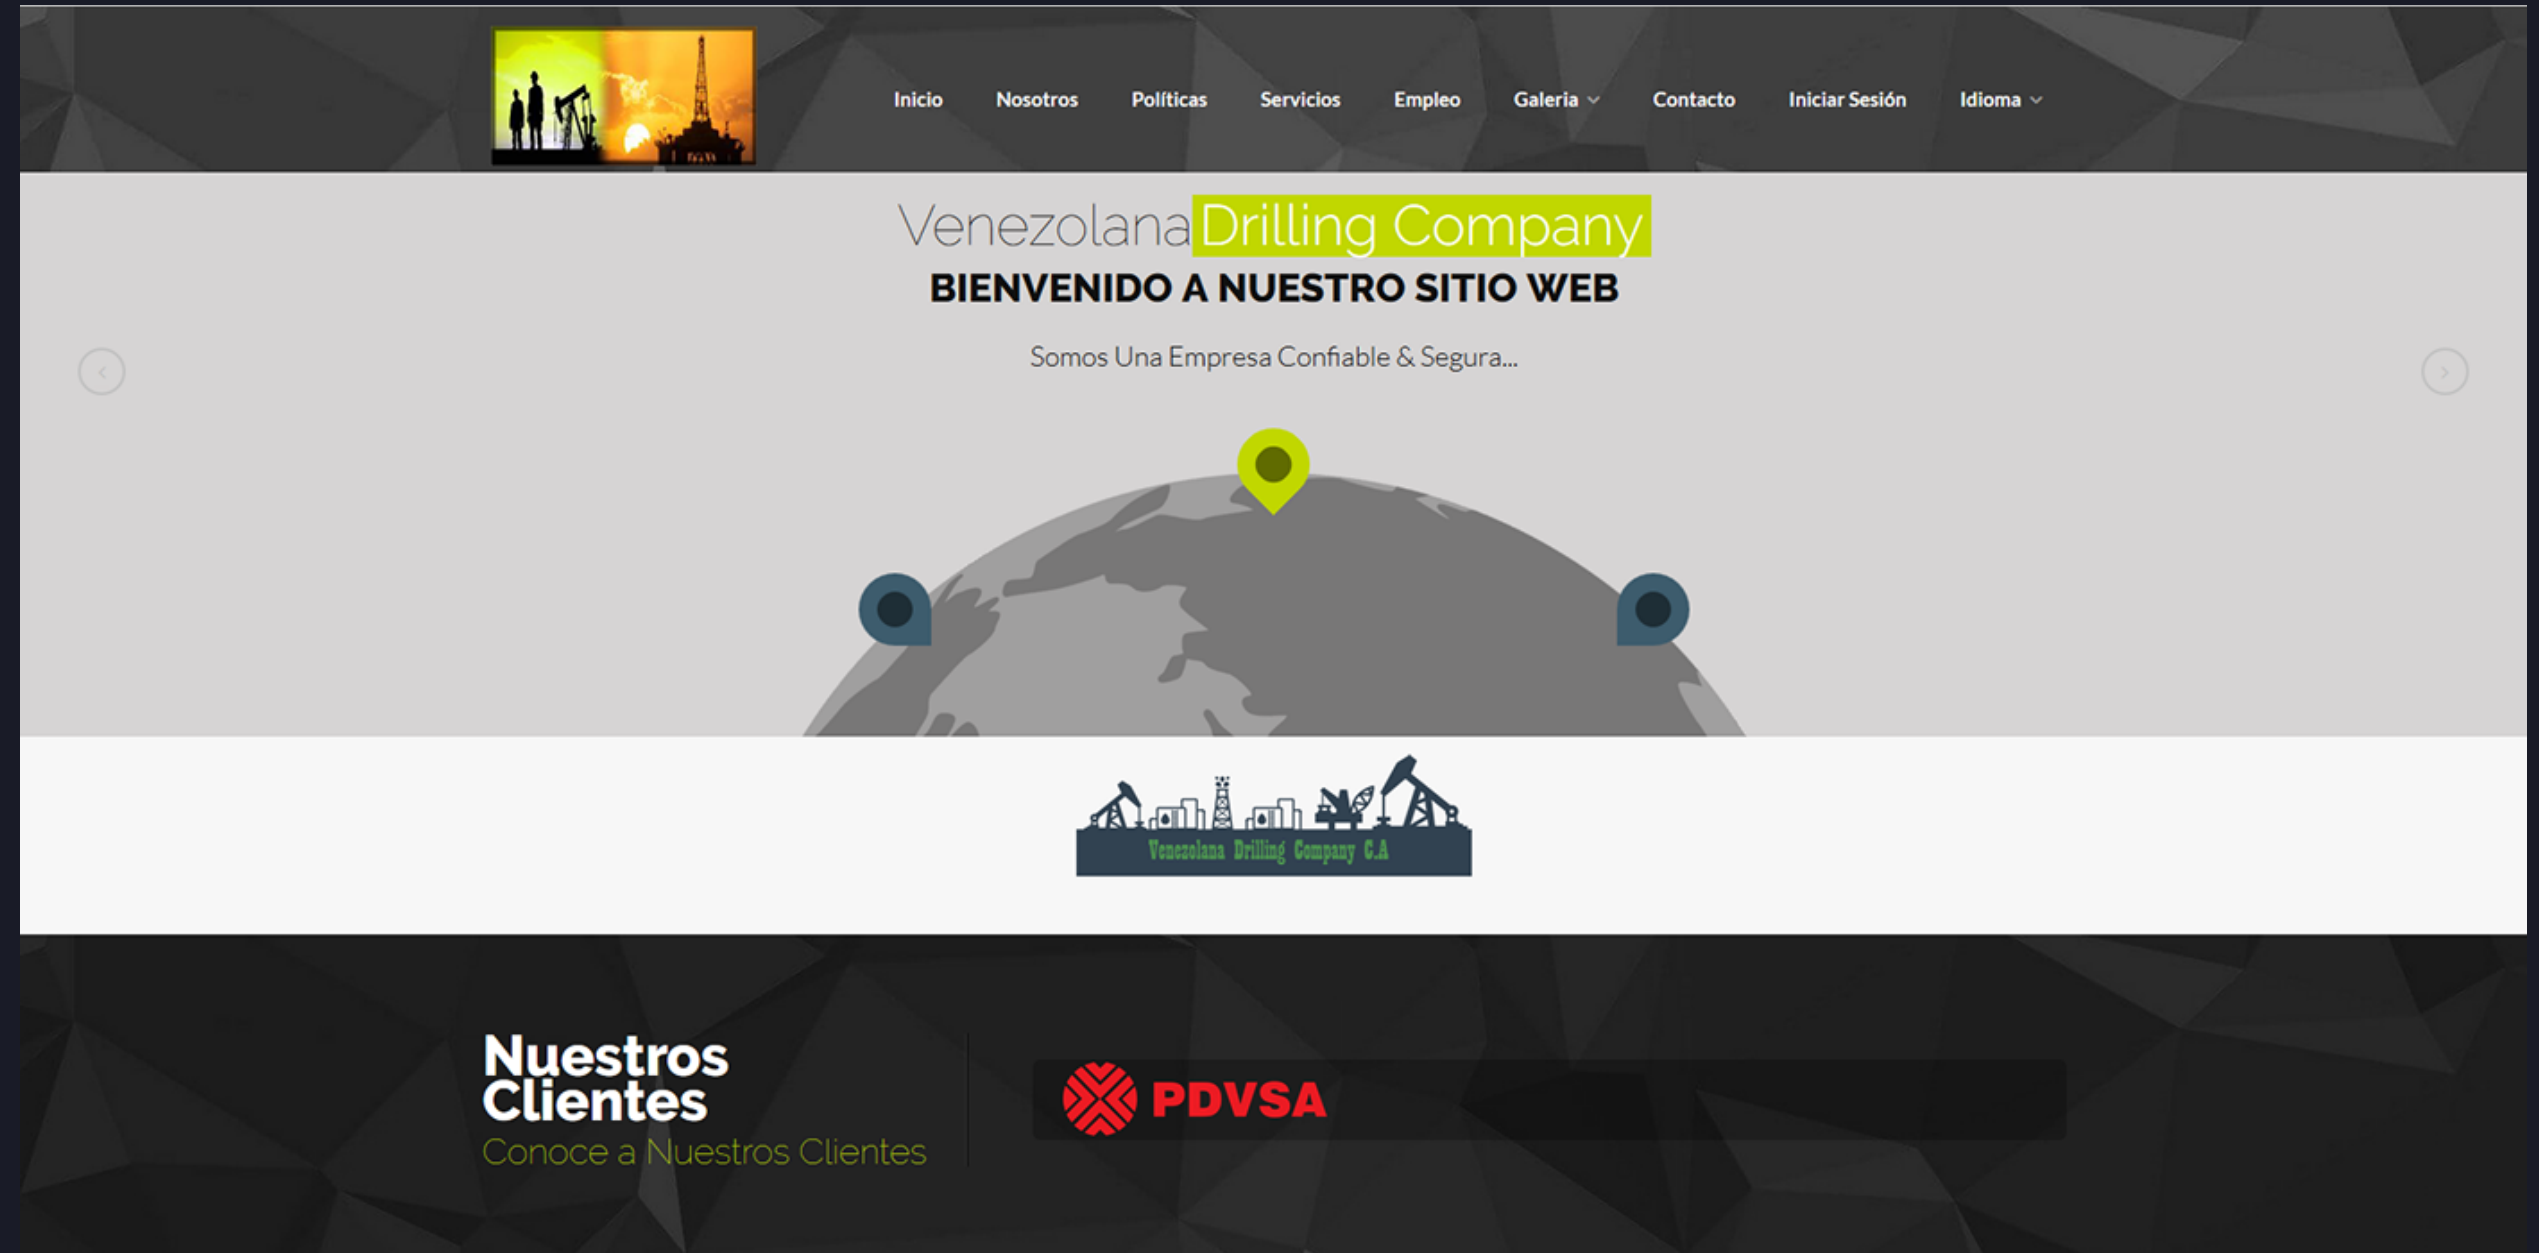 Inicio Nosotros Políticas Servicios Empleo Galeria Contacto Iniciar Sesión Idioma
Venezolana Drilling Company
BIENVENIDO A NUESTRO SITIO WEB
Somos Una Empresa Confiable & Segura...
Venezolana Drilling Company C.A
Nuestros
Clientes
Conoce a Nuestros Clientes
PDVSA